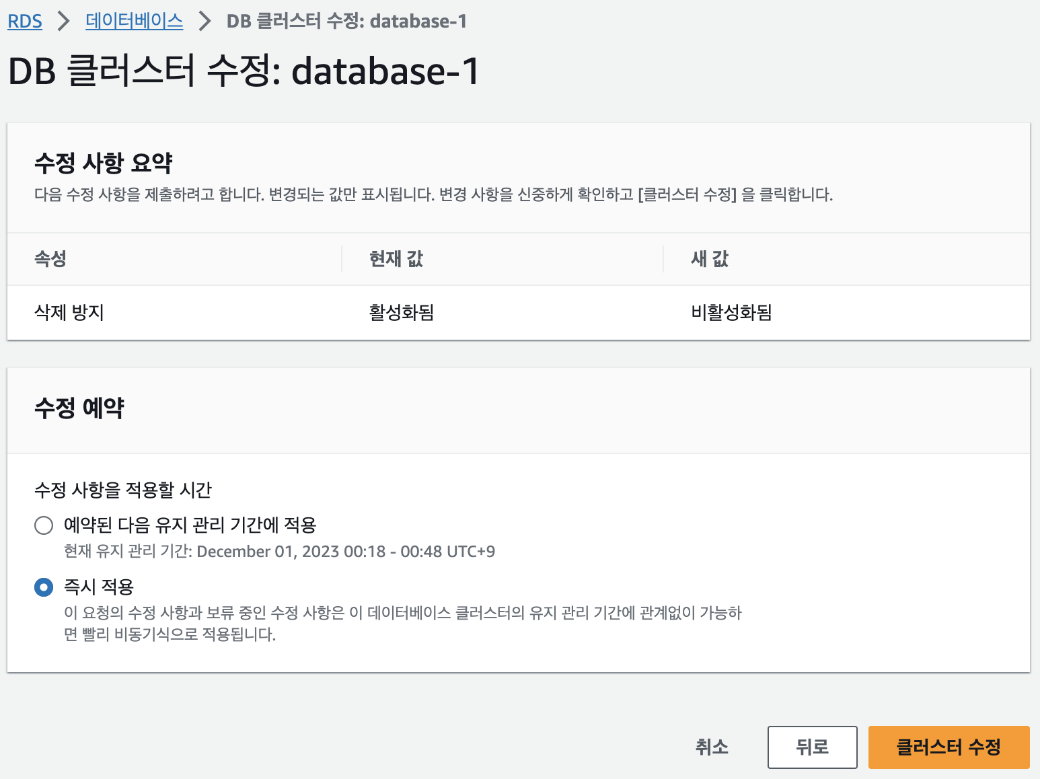 RDS > 데이터베이스 > DB 클러스터 수정: database-1
DB 클러스터 수정: database-1
수정 사항 요약
다음 수정 사항을 제출하려고 합니다. 변경되는 값만 표시됩니다. 변경 사항을 신중하게 확인하고 [클러스터 수정] 을 클릭합니다.
속성 현재 값 새 값
삭제 방지 활성화됨 비활성화됨
수정 예약
수정 사항을 적용할 시간
예약된 다음 유지 관리 기간에 적용
현재 유지 관리 기간: December 01, 2023 00:18 - 00:48 UTC+9
즉시 적용
이 요청의 수정 사항과 보류 중인 수정 사항은 이 데이터베이스 클러스터의 유지 관리 기간에 관계없이 가능하
면 빨리 비동기식으로 적용됩니다.
취소 뒤로 클러스터 수정